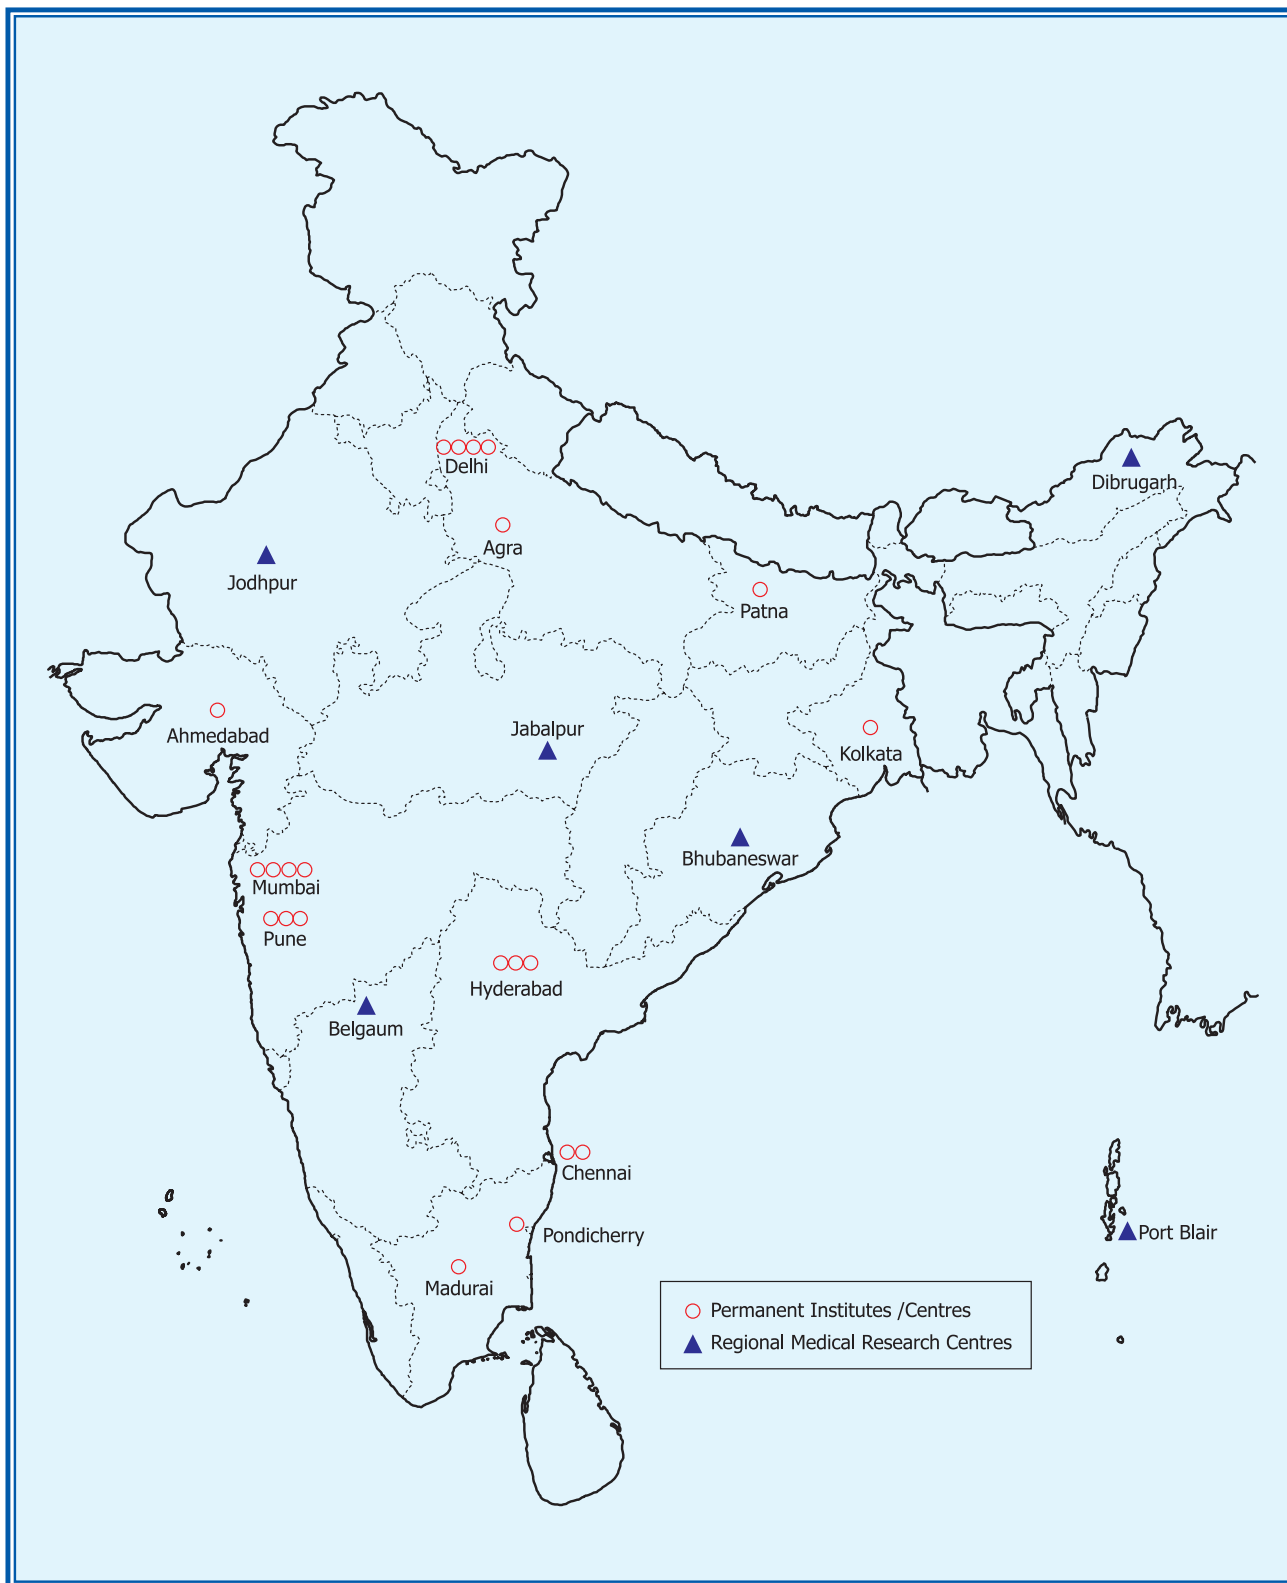 Delhi
Dibrugarh
Agra
Jodhpur
Patna
Ahmedabad
Jabalpur
Kolkata
Bhubaneswar
Mumbai
Pune
Hyderabad
Belgaum
Chennai
Pondicherry
Port Blair
Madurai
Permanent Institutes /Centres
Regional Medical Research Centres